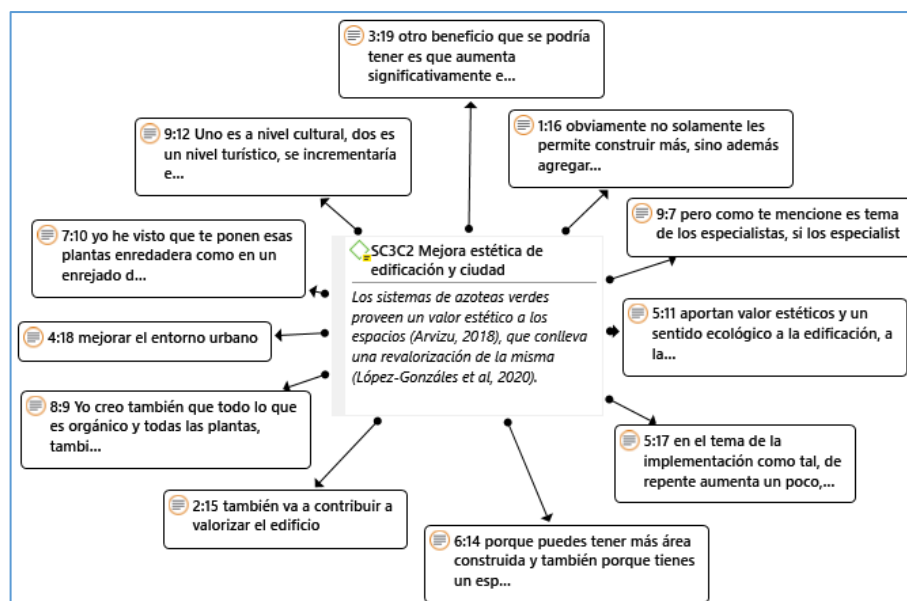 3:19 otro beneficio que se podría
tener es que aumenta
significativamente e...
9:12 Uno es a nivel cultural, dos es
un nivel turístico, se incrementaría
e...
1:16 obviamente no solamente les
permite construir más, sino además
agregar...
7:10 yo he visto que te ponen esas
plantas enredadera como en un
enrejado d...
9:7 pero como te mencione es tema
de los especialistas, si los especialist
SC3C2 Mejora estética de
edificación y ciudad
Los sistemas de azoteas verdes
proveen un valor estético a los
espacios (Arvizu, 2018), que conlleva
una revalorización de la misma
(López-Gonzáles et al, 2020).
4:18 mejorar el entorno urbano
5:11 aportan valor estéticos y un
sentido ecológico a la edificación, a
la...
8:9 Yo creo también que todo lo que
es orgánico y todas las plantas,
tambi...
5:17 en el tema de la
implementación como tal, de
repente aumenta un poco,...
2:15 también va a contribuir a
valorizar el edificio
6:14 porque puedes tener más área
construida y también porque tienes
un esp...